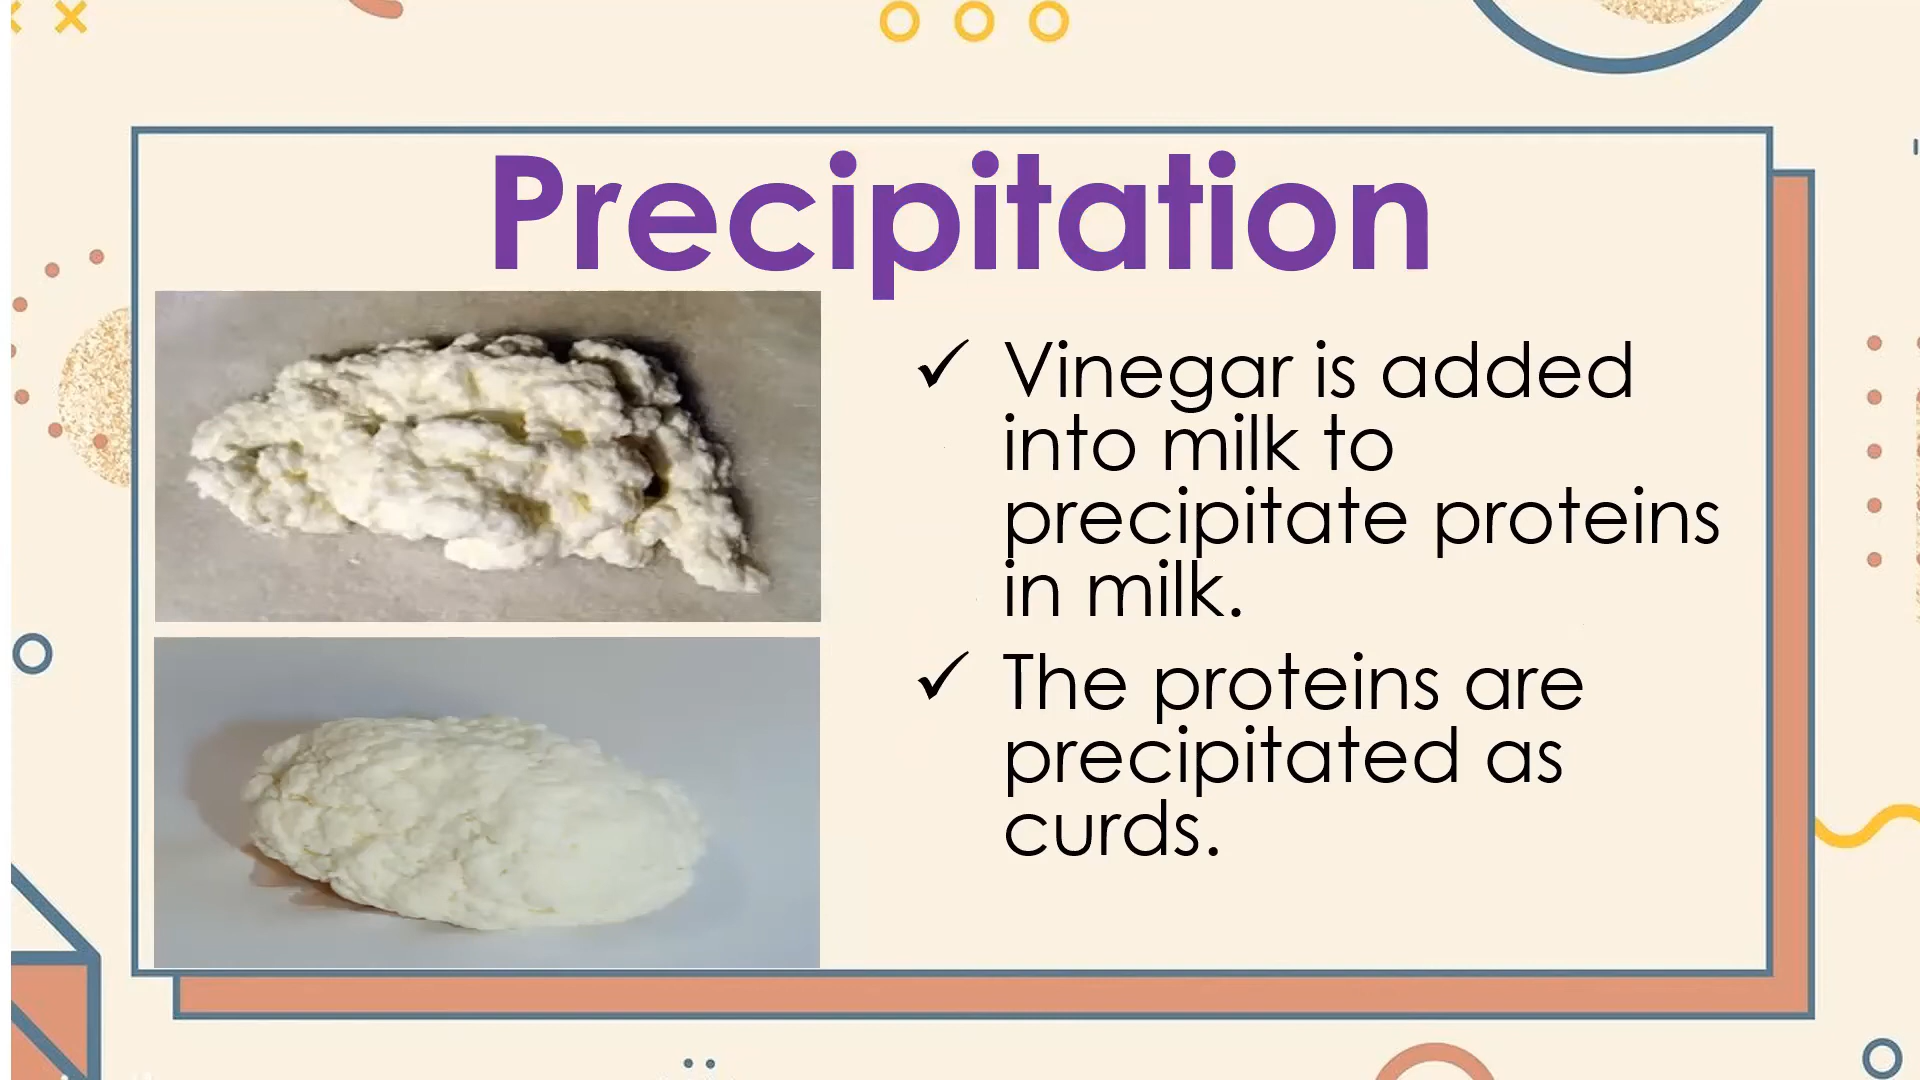 Precipitation
✓ Vinegar is added
into milk to
precipitate proteins
in milk.
✓ The proteins are
precipitated as
curds.